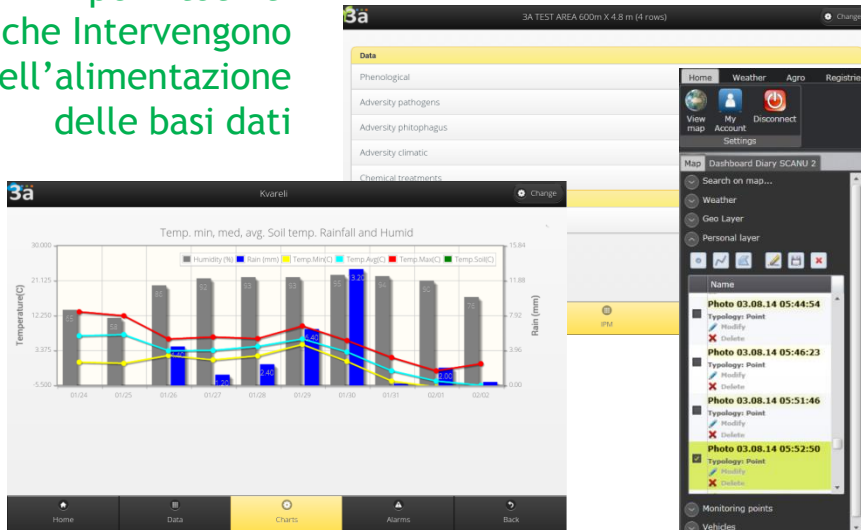 che Intervengono
ell’alimentazione
delle basi dati
3a
3A TEST AREA 600m X 4.8 m (4 rows)
Change
Data
Phenological
Adversity pathogens
Adversity phitophagus
Adversity climatic
Chemical treatments
IPM
Home Weather Agro Registrie
View map
My Account
Disconnect
Settings
Map Dashboard Diary SCANU 2
Search on map...
Weather
Geo Layer
Personal layer
Name
Photo 03.08.14 05:44:54
Typology: Point
Modify
Delete
Photo 03.08.14 05:46:23
Typology: Point
Modify
Delete
Photo 03.08.14 05:51:46
Typology: Point
Modify
Delete
Photo 03.08.14 05:52:50
Typology: Point
Modify
Delete
Monitoring points
Vehicles
3a
Kvareli
Change
Temp. min, med, avg. Soil temp. Rainfall and Humid
Humidity (%) Rain (mm) Temp.Min(C) Temp.Avg(C) Temp.Max(C) Temp.Soil(C)
Temperature(C)
30.000
21.125
12.250
3.375
-5.500
Rain (mm)
15.84
11.88
7.92
3.96
0.00
3.20
2.40
2.00
01/24 01/25 01/26 01/27 01/28 01/29 01/30 01/31 02/01 02/02
Home Data Charts Alarms Back